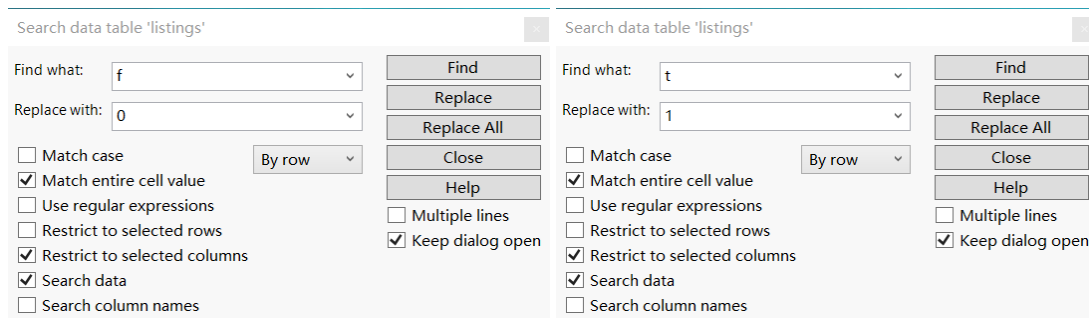 Search data table 'listings'
Find what:
f
Find
Replace with:
0
Replace
Replace All
Match case
By row
Close
Match entire cell value
Help
Use regular expressions
Multiple lines
Restrict to selected rows
Keep dialog open
Restrict to selected columns
Search data
Search column names
Search data table 'listings'
Find what:
t
Find
Replace with:
1
Replace
Replace All
Match case
By row
Close
Match entire cell value
Help
Use regular expressions
Multiple lines
Restrict to selected rows
Keep dialog open
Restrict to selected columns
Search data
Search column names